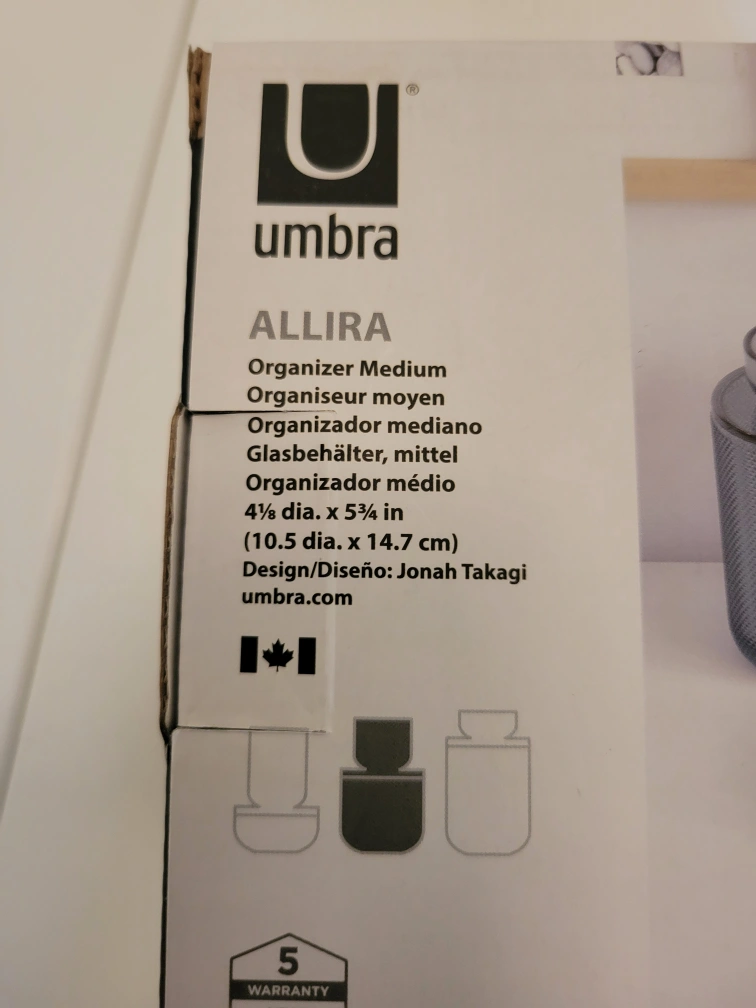 U®
umbra
ALLIRA
Organizer Medium
Organiseur moyen
Organizador mediano
Glasbehälter, mittel
Organizador médio
4⅛ dia. x 5¾ in
(10.5 dia. x 14.7 cm)
Design/Diseño: Jonah Takagi
umbra.com
5
WARRANTY